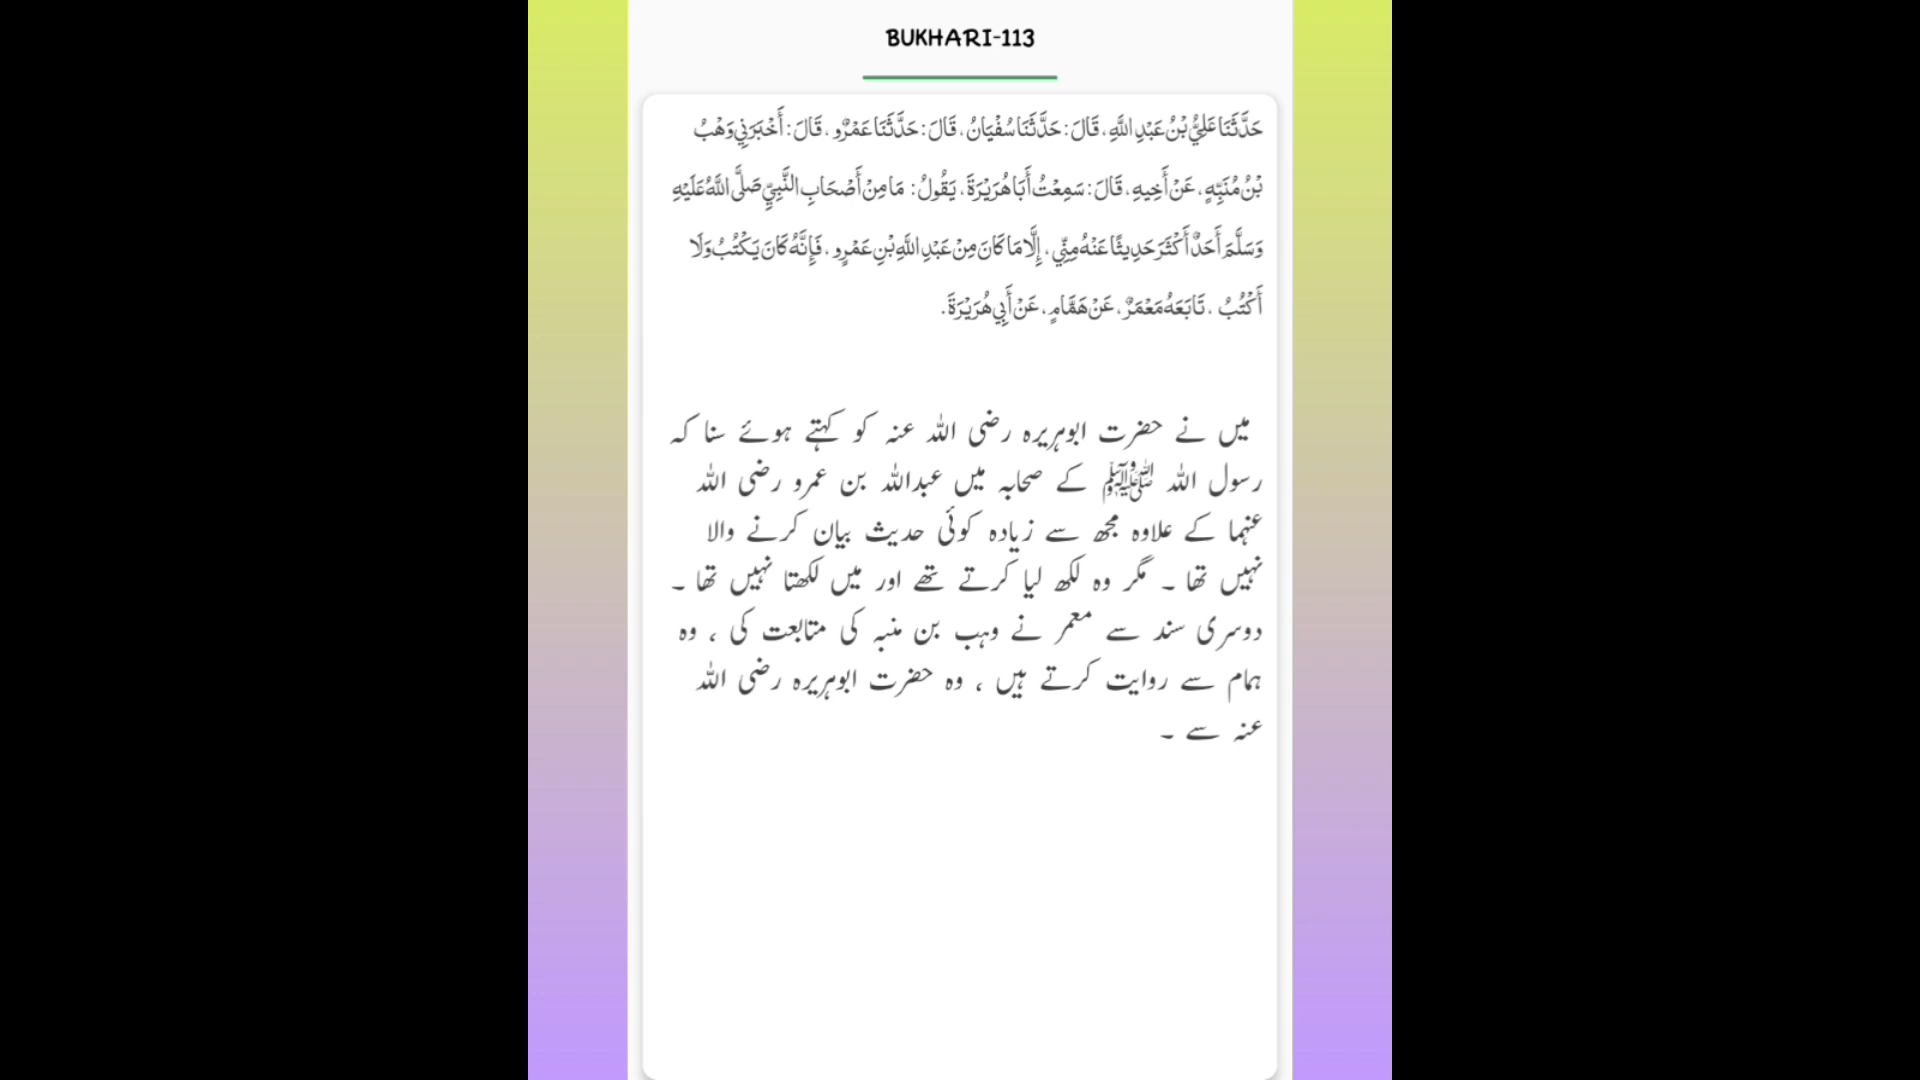 BUKHARI-113
حَدَّثَنَا عَلِيُّ بْنُ عَبْدِ اللَّهِ، قَالَ: حَدَّثَنَا سُفْيَانُ، قَالَ: حَدَّثَنَا عَمْرٌو، قَالَ: أَخْبَرَنِي وَهْبُ
بْنُ مُنَبِّهٍ، عَنْ أَخِيهِ، قَالَ: سَمِعْتُ أَبَا هُرَيْرَةَ، يَقُولُ: مَا مِنْ أَصْحَابِ النَّبِيِّ صَلَّى اللَّهُ عَلَيْهِ
وَسَلَّمَ أَحَدٌ أَكْثَرَ حَدِيثًا عَنْهُ مِنِّي، إِلَّا مَا كَانَ مِنْ عَبْدِ اللَّهِ بْنِ عَمْرٍو، فَإِنَّهُ كَانَ يَكْتُبُ وَلَا
أَكْتُبُ ، تَابَعَهُ مَعْمَرٌ، عَنْ هَمَّامٍ، عَنْ أَبِي هُرَيْرَةَ.
میں نے حضرت ابوہریرہ رضی اللہ عنہ کو کہتے ہوئے سنا کہ
رسول اللہ ﷺ کے صحابہ میں عبداللہ بن عمرو رضی اللہ
عنہما کے علاوہ مجھ سے زیادہ کوئی حدیث بیان کرنے والا
نہیں تھا ۔ مگر وہ لکھ لیا کرتے تھے اور میں لکھتا نہیں تھا ۔
دوسری سند سے معمر نے وہب بن منبہ کی متابعت کی ، وہ
ہمام سے روایت کرتے ہیں ، وہ حضرت ابوہریرہ رضی اللہ
عنہ سے ۔